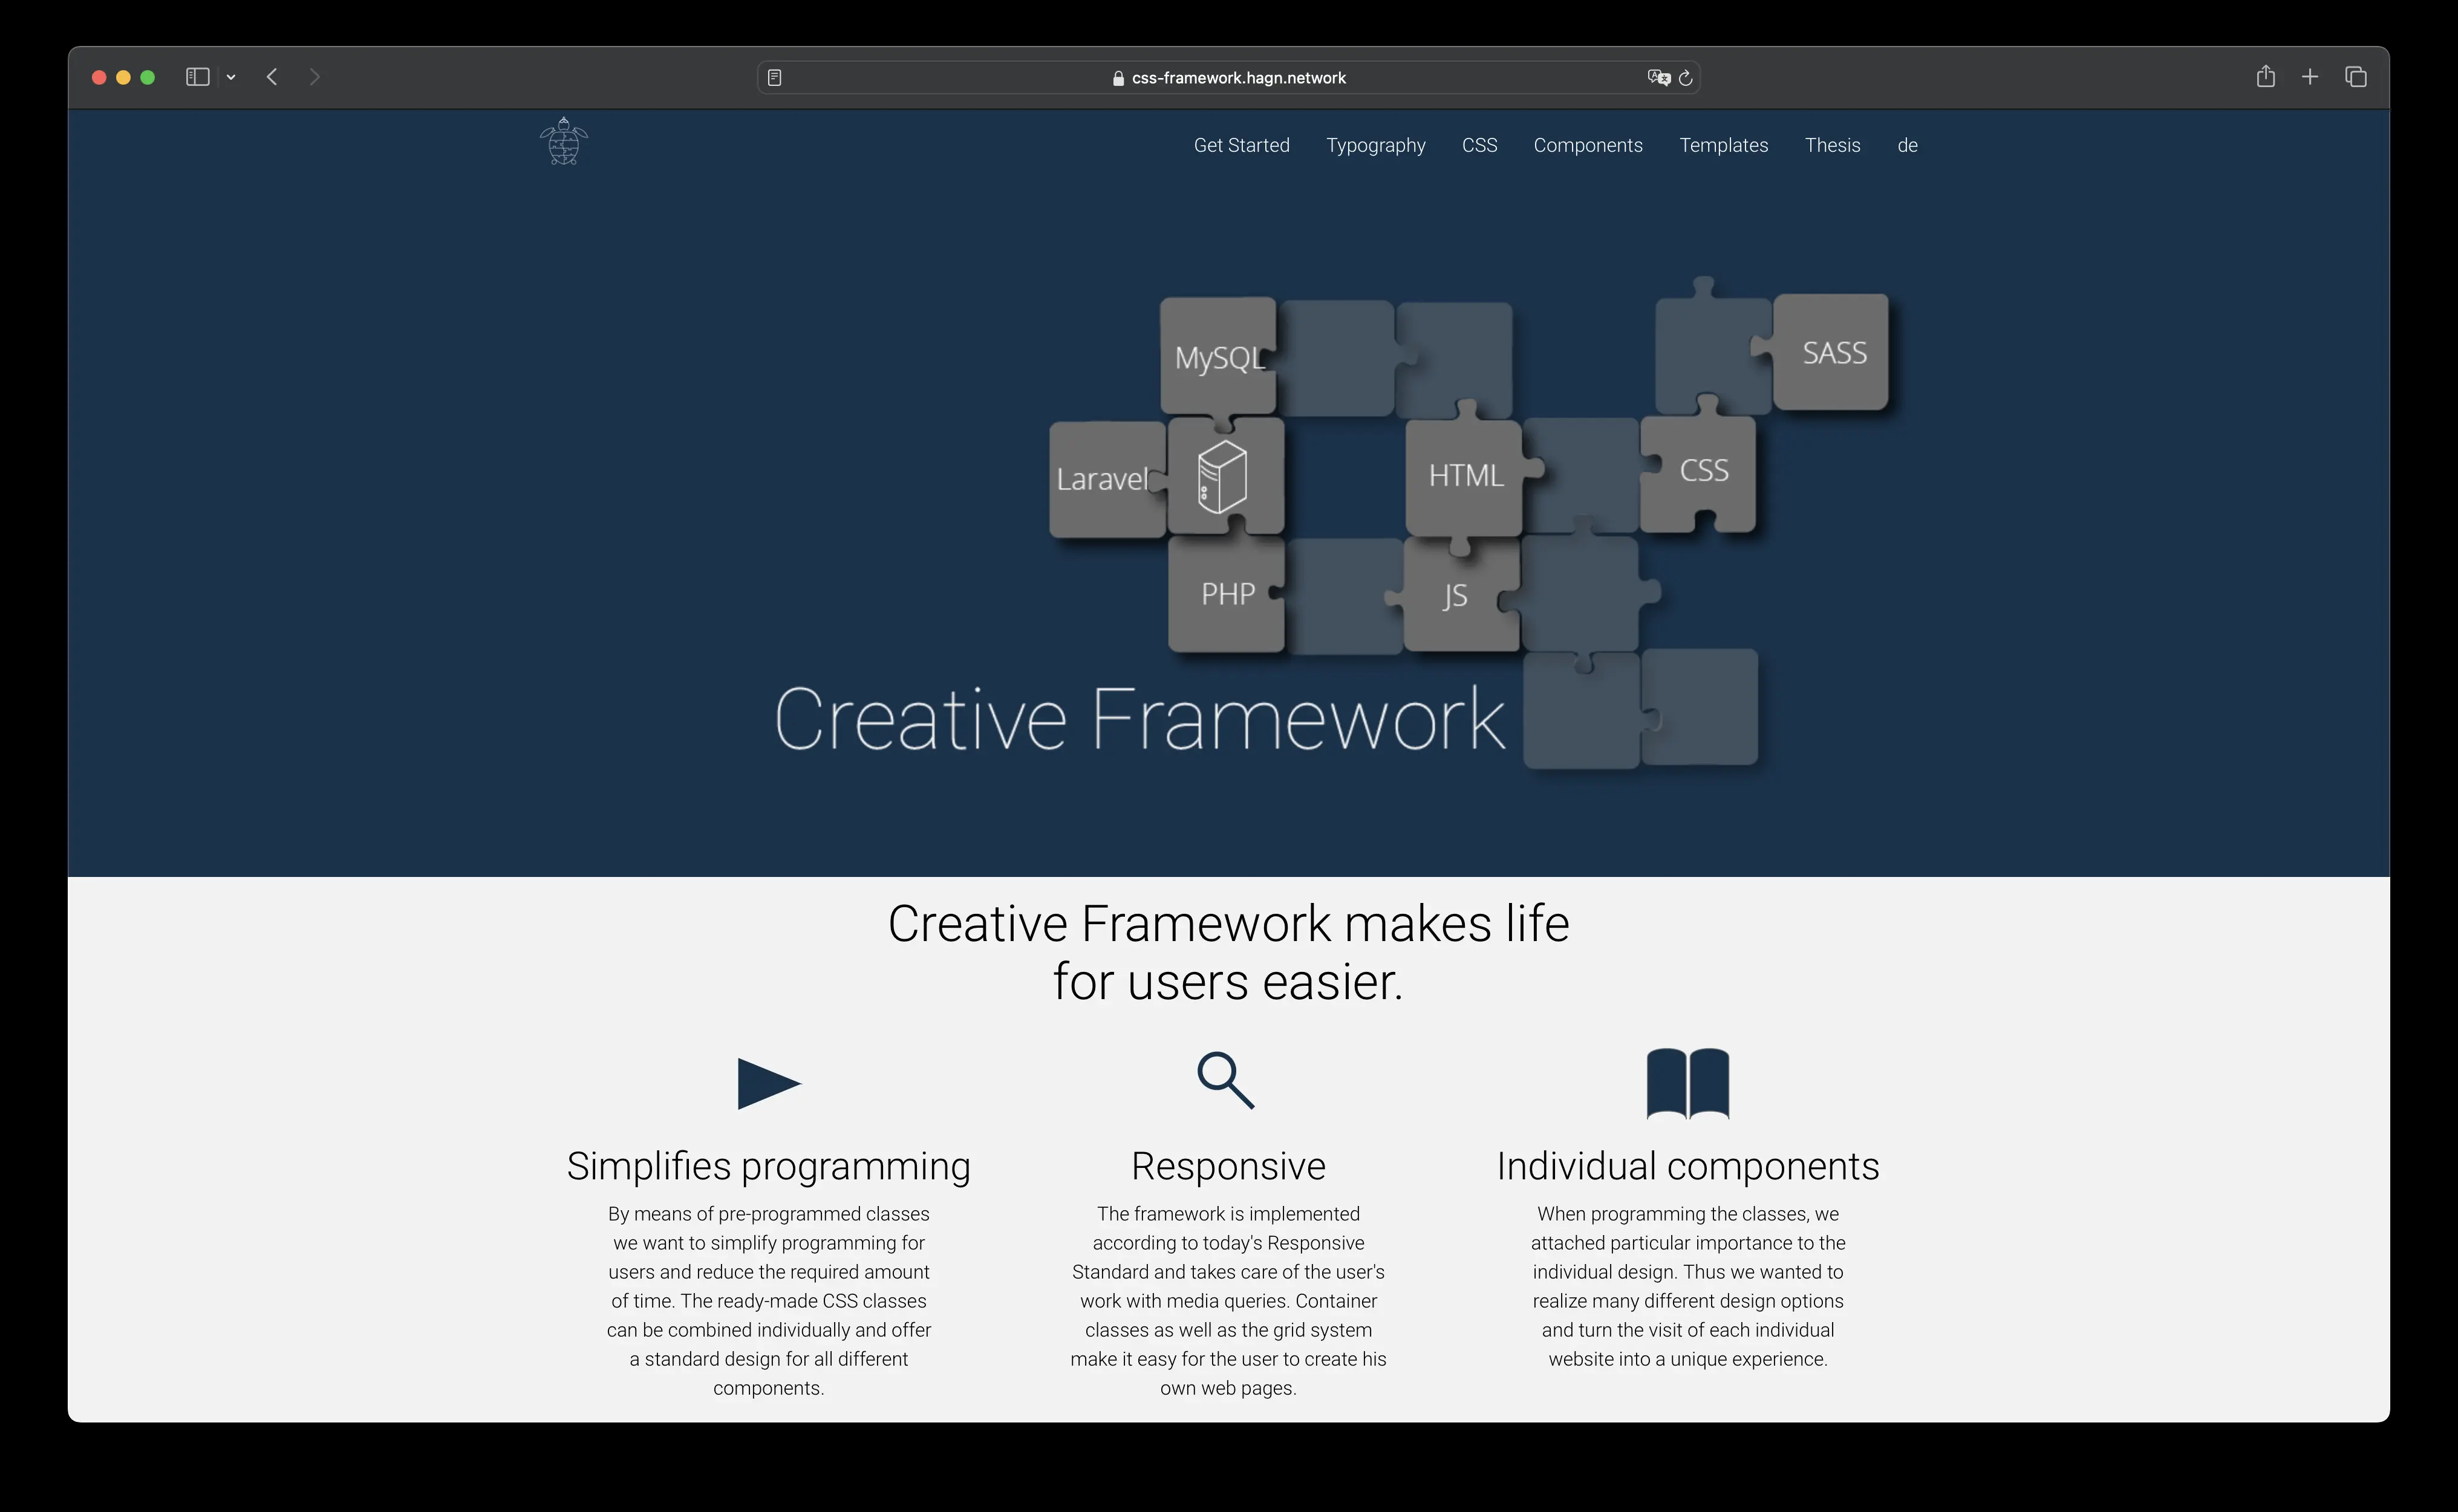 css-framework.hagn.network
Get Started Typography CSS Components Templates Thesis de
MySQL
SASS
Laravel
HTML
CSS
PHP
JS
Creative Framework
Creative Framework makes life
for users easier.
Simplifies programming
By means of pre-programmed classes
we want to simplify programming for
users and reduce the required amount
of time. The ready-made CSS classes
can be combined individually and offer
a standard design for all different
components.
Responsive
The framework is implemented
according to today's Responsive
Standard and takes care of the user's
work with media queries. Container
classes as well as the grid system
make it easy for the user to create his
own web pages.
Individual components
When programming the classes, we
attached particular importance to the
individual design. Thus we wanted to
realize many different design options
and turn the visit of each individual
website into a unique experience.